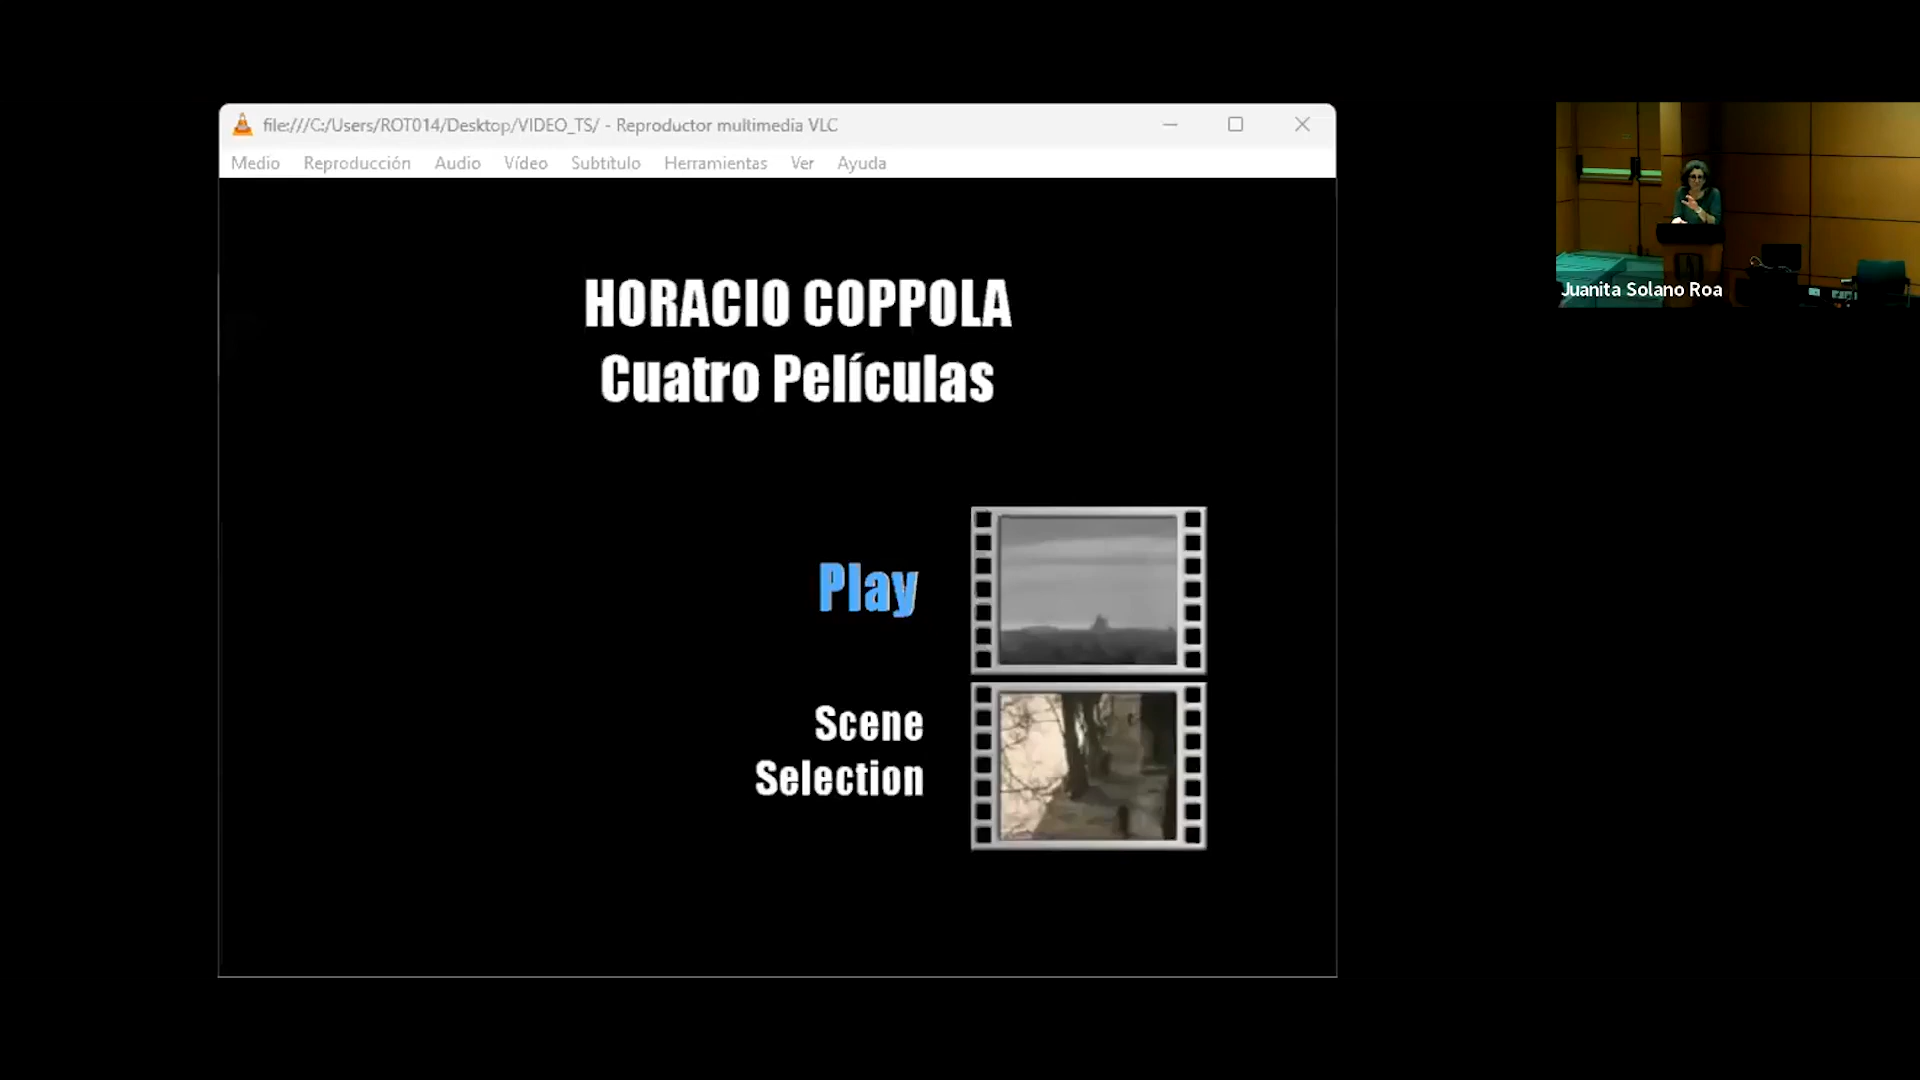 file:///C:/Users/ROT014/Desktop/VIDEO_TS/ - Reproductor multimedia VLC
Medio Reproducción Audio Vídeo Subtítulo Herramientas Ver Ayuda
HORACIO COPPOLA
Cuatro Películas
Play
Scene
Selection
Juanita Solano Roa